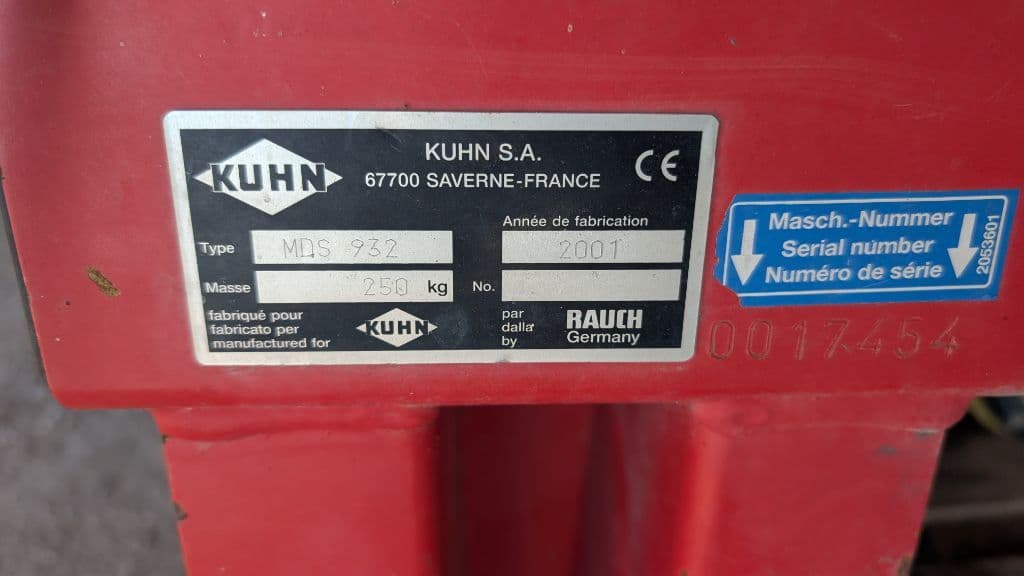 KUHN
KUHN S.A.
67700 SAVERNE-FRANCE
CE
Année de fabrication
Type MDS 932 2001
Masse 250 kg No.
fabriqué pour
fabricato per
manufactured for
KUHN
par
dalla
by
RAUCH
Germany
Masch.-Nummer
Serial number
Numéro de série
2053601
0017454